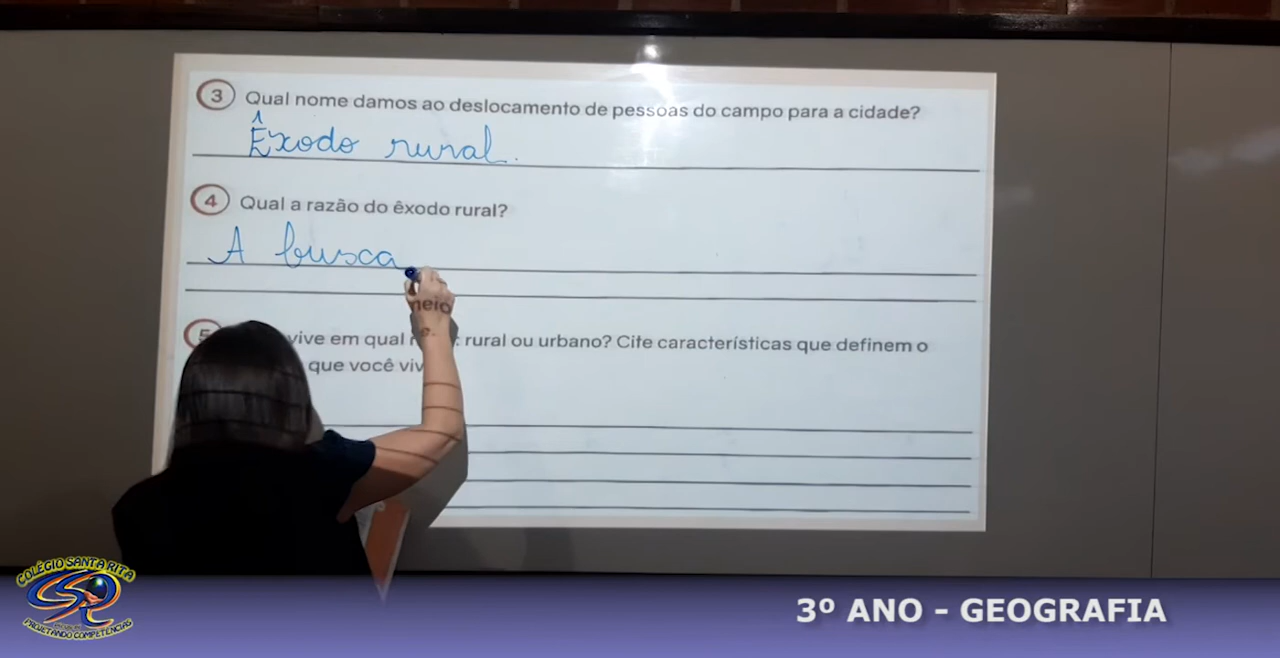 3 Qual nome damos ao deslocamento de pessoas do campo para a cidade?
Êxodo rural.
4 Qual a razão do êxodo rural?
A busca
5 vive em qual meio: rural ou urbano? Cite características que definem o
que você viv
COLÉGIO SANTA RITA
PROJETANDO COMPETÊNCIAS
3º ANO - GEOGRAFIA